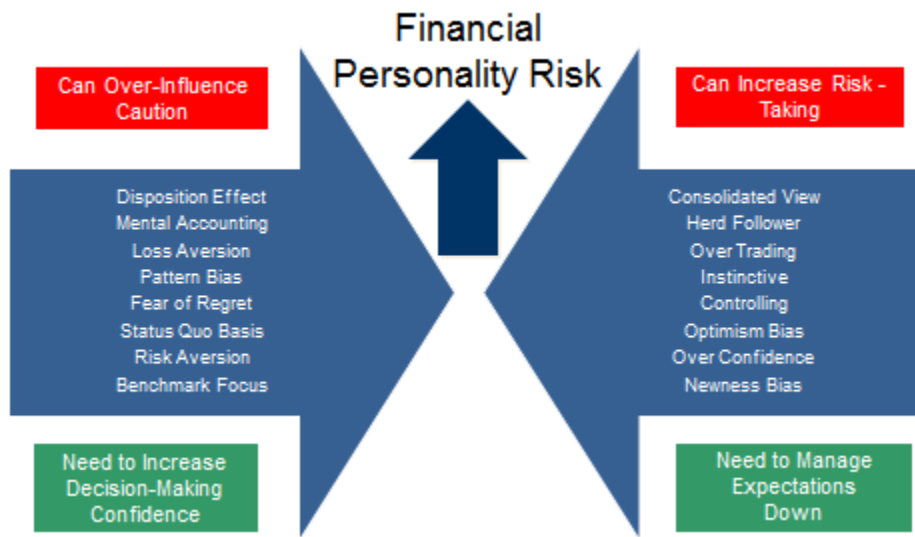 Financial
Personality Risk
Can Over-Influence
Caution
Can Increase Risk -
Taking
Disposition Effect
Mental Accounting
Loss Aversion
Pattern Bias
Fear of Regret
Status Quo Basis
Risk Aversion
Benchmark Focus
Consolidated View
Herd Follower
Over Trading
Instinctive
Controlling
Optimism Bias
Over Confidence
Newness Bias
Need to Increase
Decision-Making
Confidence
Need to Manage
Expectations
Down